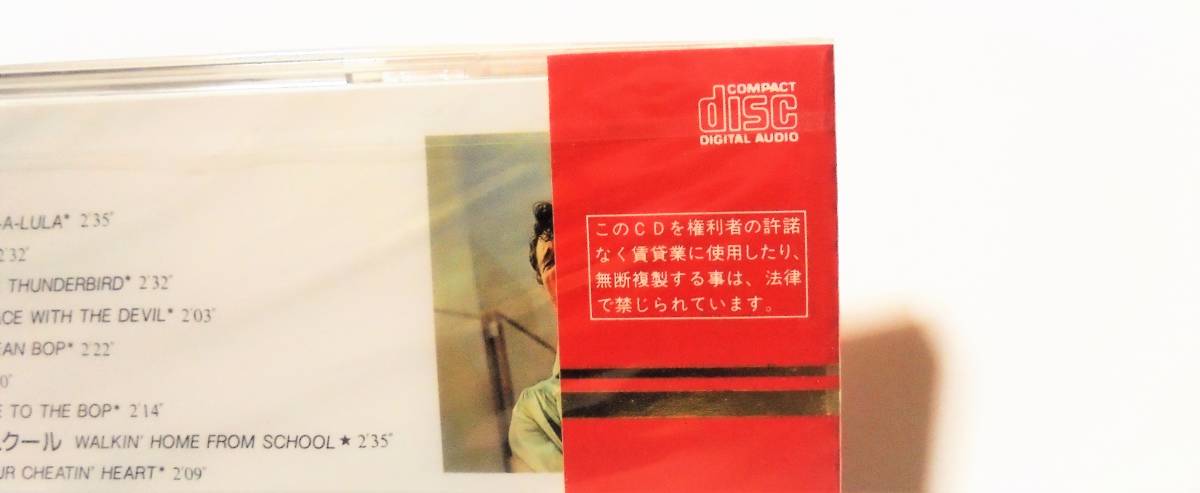 -A-LULA* 2'35"
2'32"
THUNDERBIRD* 2'32"
ACE WITH THE DEVIL* 2'03"
EAN BOP* 2'22"
0"
E TO THE BOP* 2'14"
スクール WALKIN' HOME FROM SCHOOL★ 2'35"
UR CHEATIN' HEART* 2'09"
COMPACT
disc
DIGITAL AUDIO
このCDを権利者の許諾
なく賃貸業に使用したり、
無断複製する事は、法律
で禁じられています。